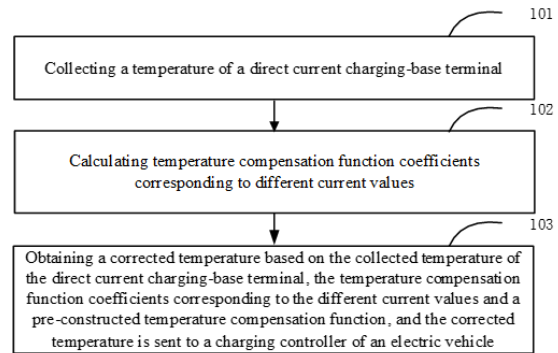 101
Collecting a temperature of a direct current charging-base terminal
102
Calculating temperature compensation function coefficients
corresponding to different current values
103
Obtaining a corrected temperature based on the collected temperature of
the direct current charging-base terminal, the temperature compensation
function coefficients corresponding to the different current values and a
pre-constructed temperature compensation function, and the corrected
temperature is sent to a charging controller of an electric vehicle